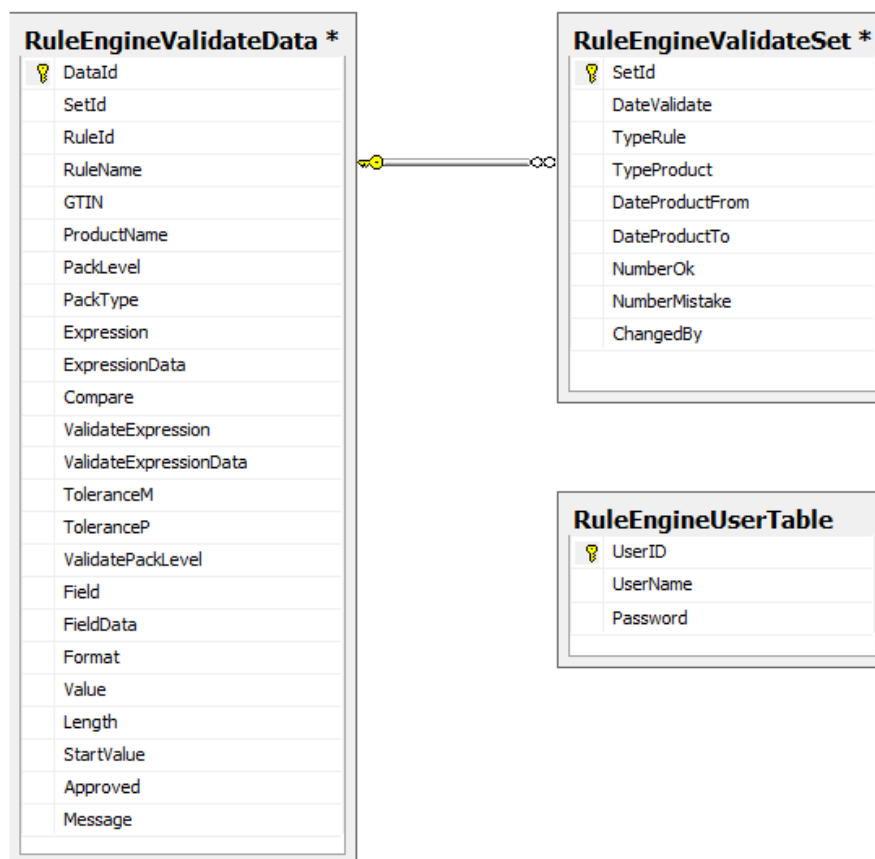 RuleEngineValidateData *
DataId
SetId
RuleId
RuleName
GTIN
ProductName
PackLevel
PackType
Expression
ExpressionData
Compare
ValidateExpression
ValidateExpressionData
ToleranceM
ToleranceP
ValidatePackLevel
Field
FieldData
Format
Value
Length
StartValue
Approved
Message
RuleEngineValidateSet *
SetId
DateValidate
TypeRule
TypeProduct
DateProductFrom
DateProductTo
NumberOk
NumberMistake
ChangedBy
RuleEngineUserTable
UserID
UserName
Password